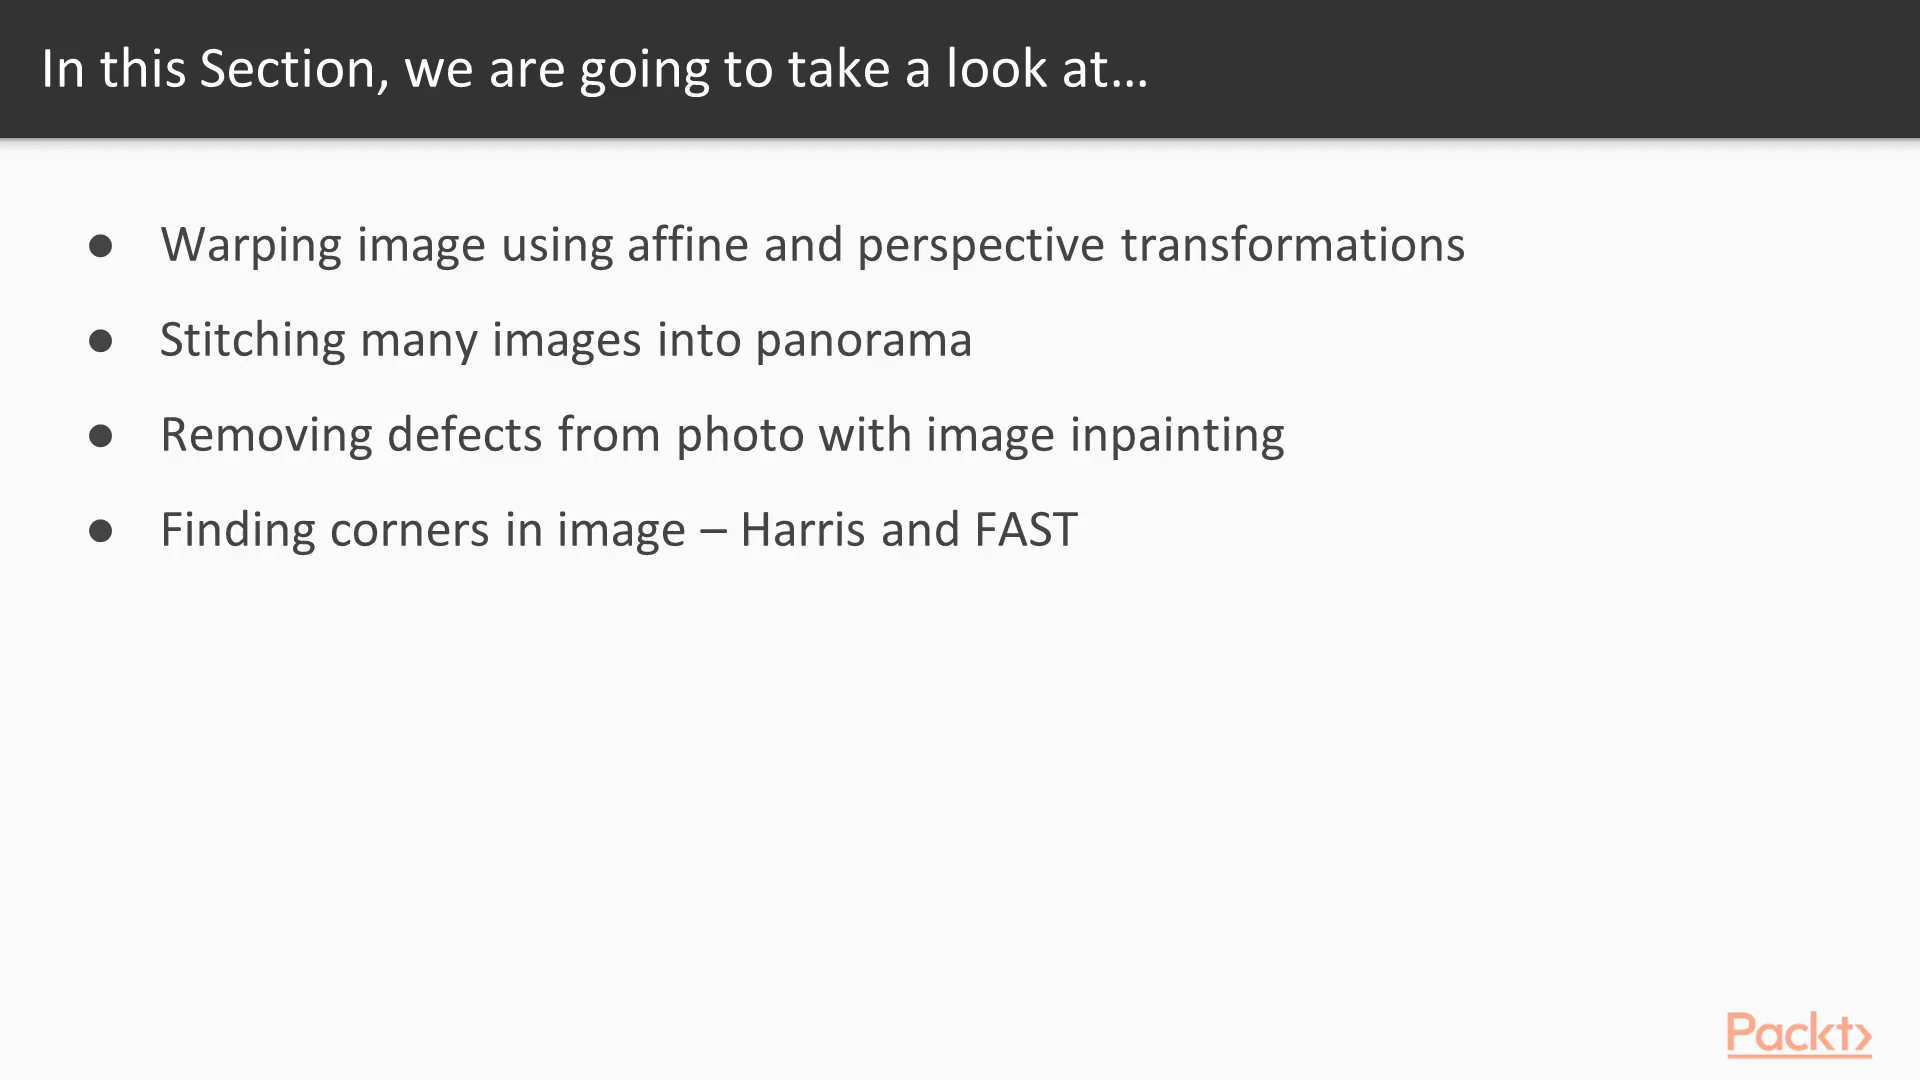 In this Section, we are going to take a look at…
● Warping image using affine and perspective transformations
● Stitching many images into panorama
● Removing defects from photo with image inpainting
● Finding corners in image – Harris and FAST
Packt